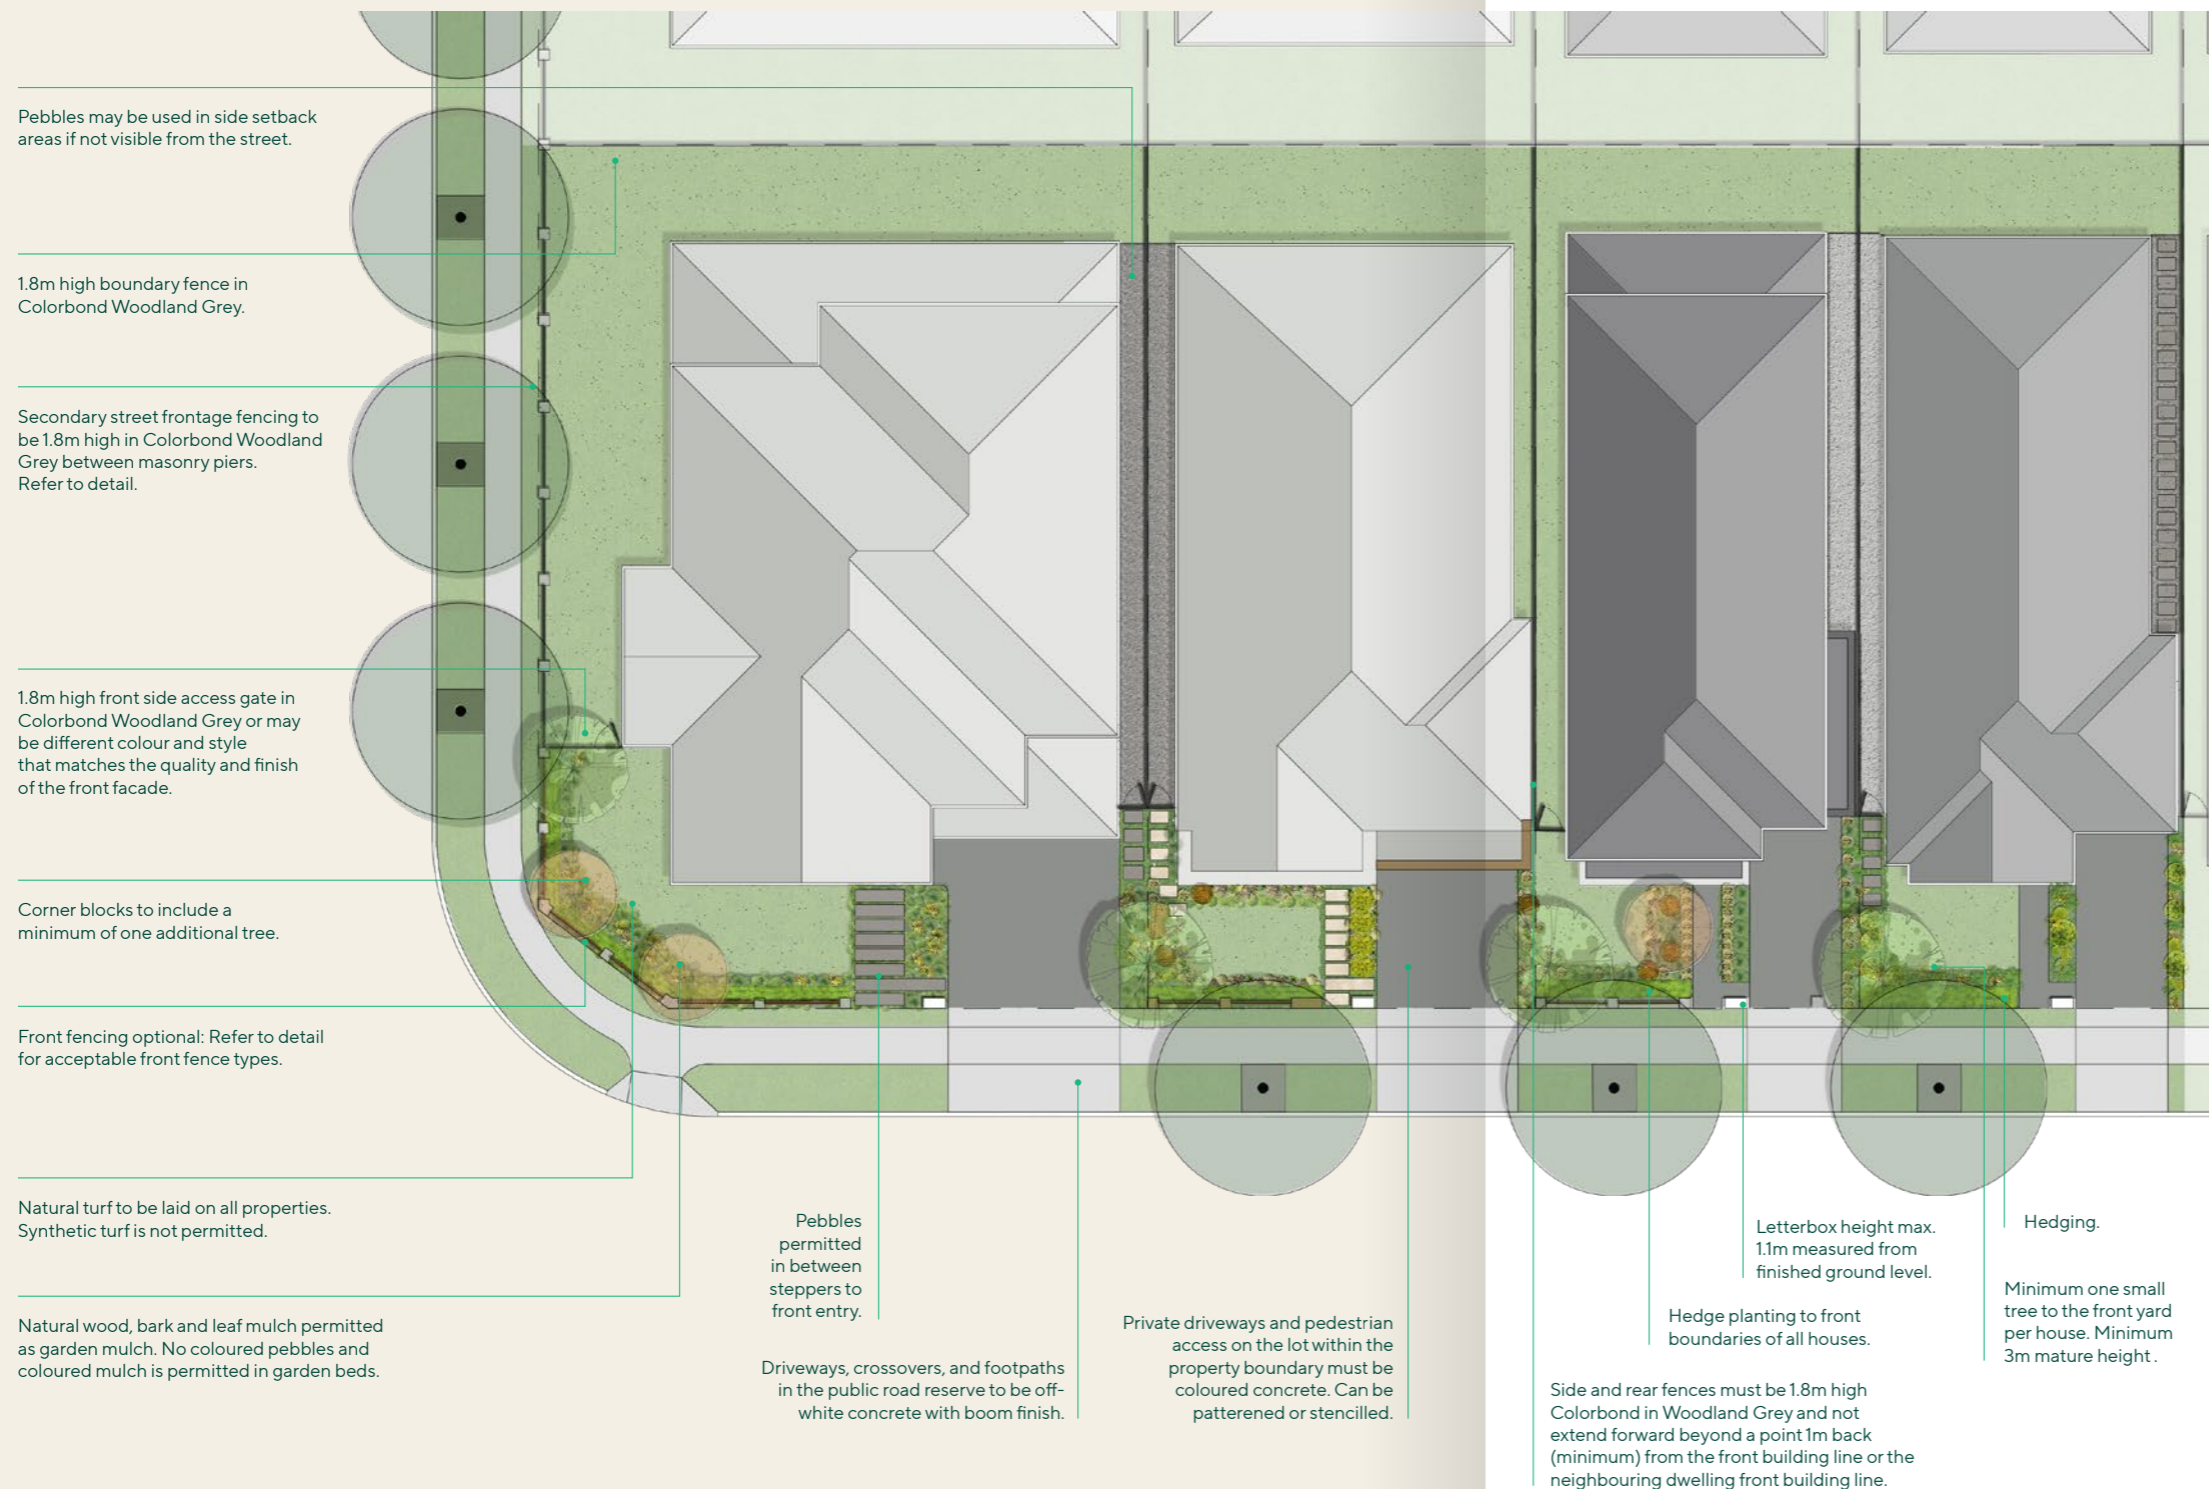 Pebbles may be used in side setback
areas if not visible from the street.
1.8m high boundary fence in
Colorbond Woodland Grey.
Secondary street frontage fencing to
be 1.8m high in Colorbond Woodland
Grey between masonry piers.
Refer to detail.
1.8m high front side access gate in
Colorbond Woodland Grey or may
be different colour and style
that matches the quality and finish
of the front facade.
Corner blocks to include a
minimum of one additional tree.
Front fencing optional: Refer to detail
for acceptable front fence types.
Natural turf to be laid on all properties.
Synthetic turf is not permitted.
Natural wood, bark and leaf mulch permitted
as garden mulch. No coloured pebbles and
coloured mulch is permitted in garden beds.
Pebbles
permitted
in between
steppers to
front entry.
Driveways, crossovers, and footpaths
in the public road reserve to be off-
white concrete with boom finish.
Private driveways and pedestrian
access on the lot within the
property boundary must be
coloured concrete. Can be
patterened or stencilled.
Side and rear fences must be 1.8m high
Colorbond in Woodland Grey and not
extend forward beyond a point 1m back
(minimum) from the front building line or the
neighbouring dwelling front building line.
Hedge planting to front
boundaries of all houses.
Letterbox height max.
1.1m measured from
finished ground level.
Minimum one small
tree to the front yard
per house. Minimum
3m mature height .
Hedging.